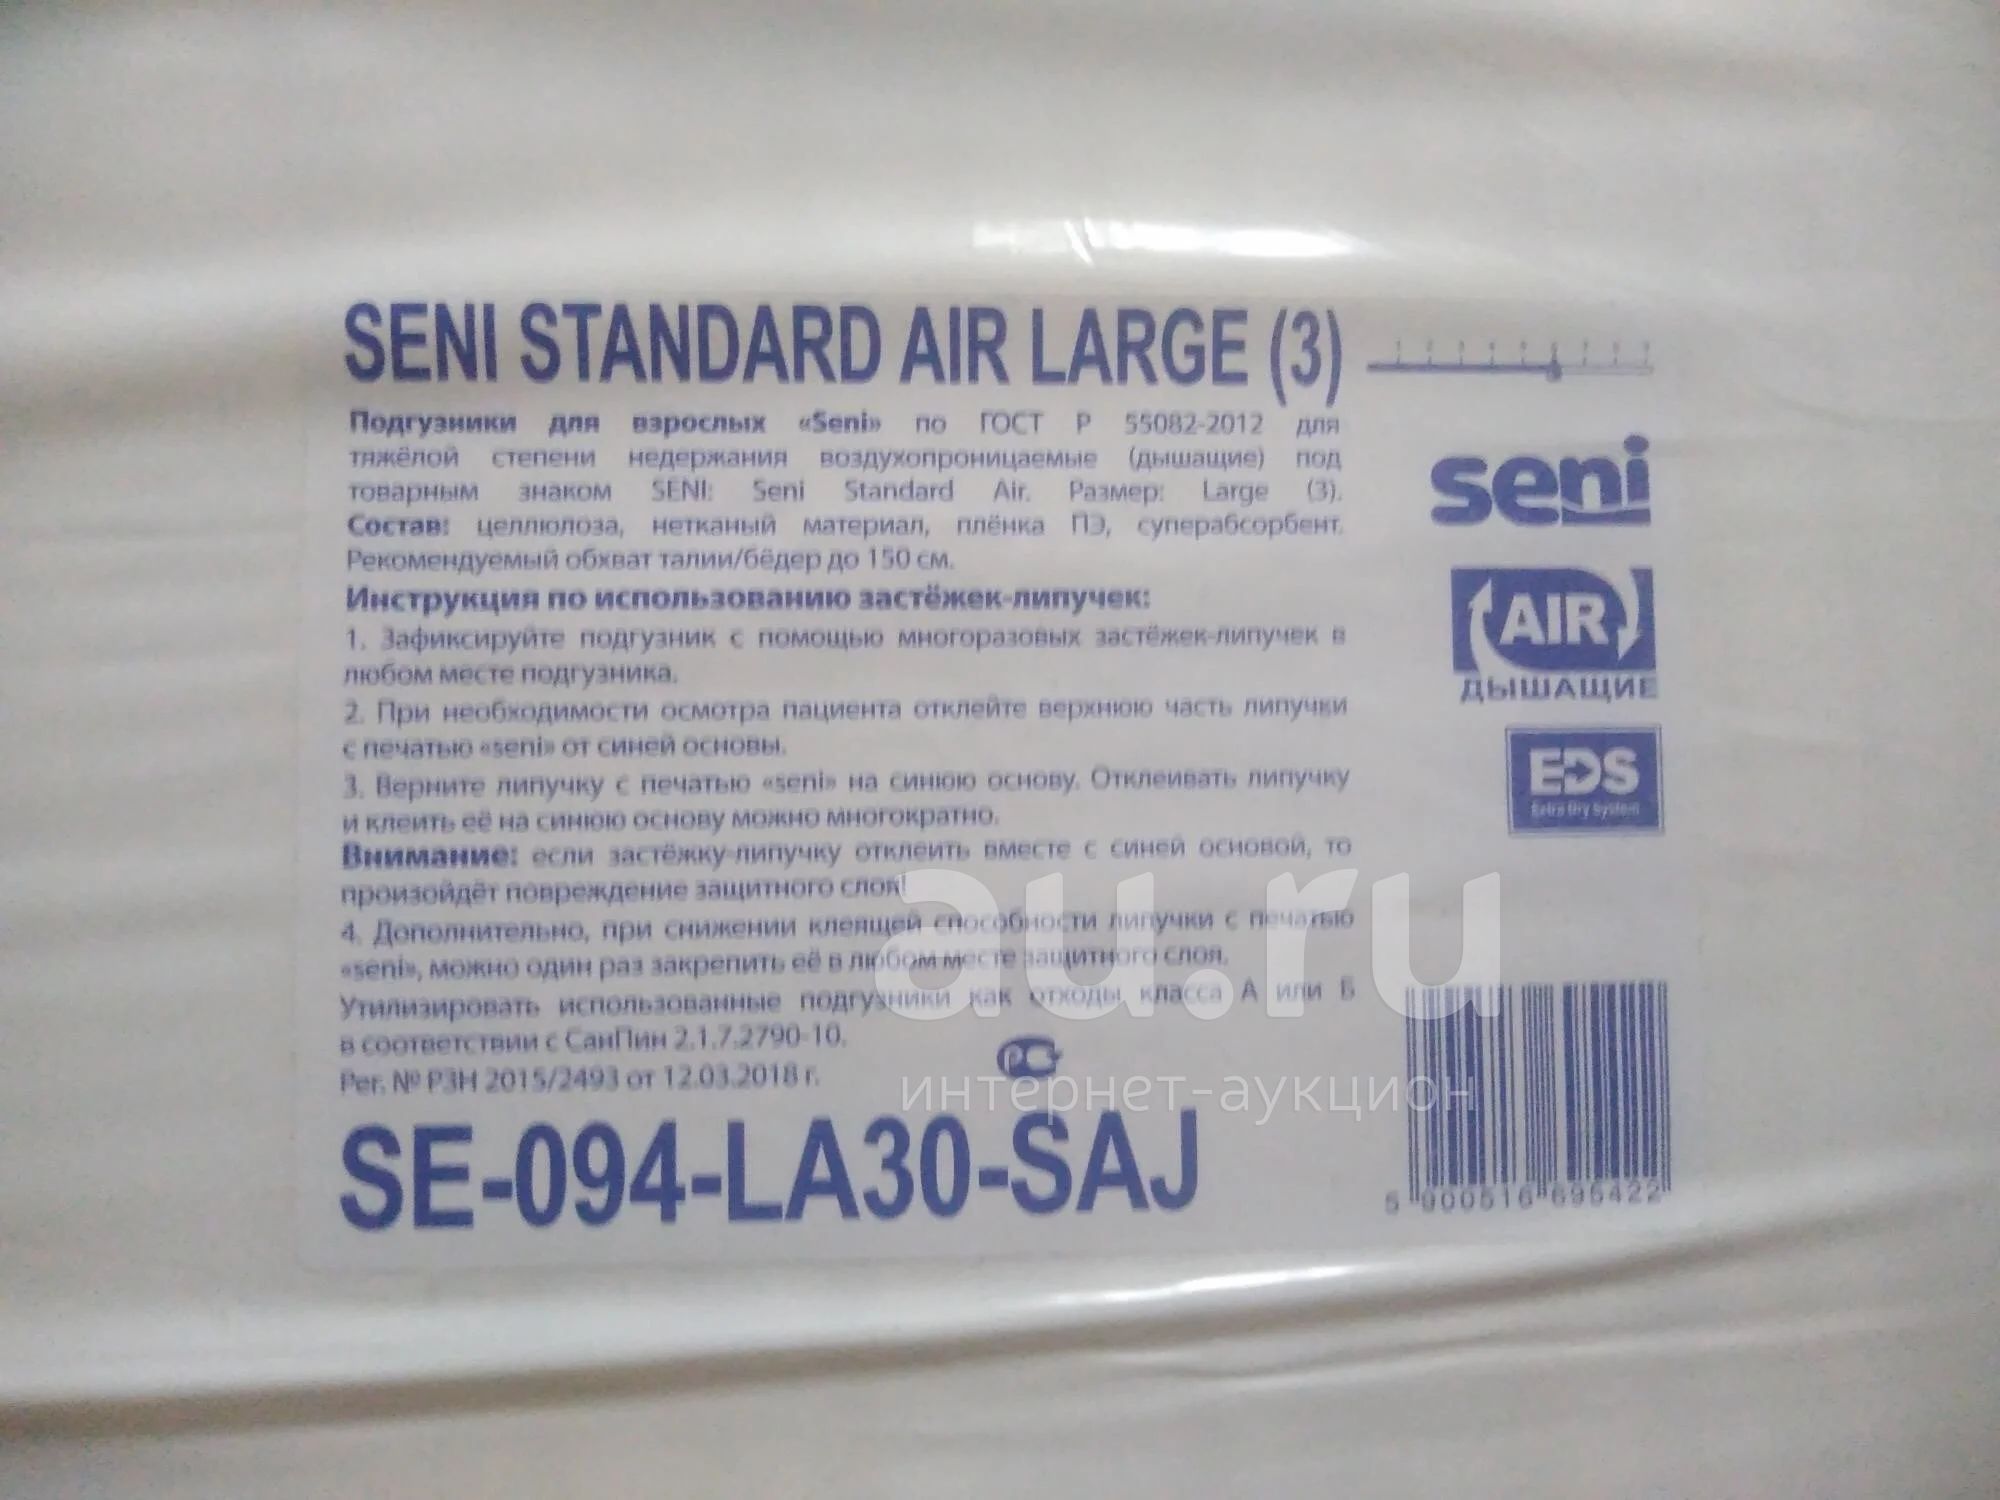 SENI STANDARD AIR LARGE (3)
Подгузники для взрослых «Seni» по ГОСТ Р 55082-2012 для
тяжёлой степени недержания воздухопроницаемые (дышащие) под
товарным знаком SENI: Seni Standard Air. Размер: Large (3).
Состав: целлюлоза, нетканый материал, плёнка ПЭ, суперабсорбент.
Рекомендуемый обхват талии/бёдер до 150 см.
Инструкция по использованию застёжек-липучек:
1. Зафиксируйте подгузник с помощью многоразовых застёжек-липучек в
любом месте подгузника.
2. При необходимости осмотра пациента отклейте верхнюю часть липучки
с печатью «seni» от синей основы.
3. Верните липучку с печатью «seni» на синюю основу. Отклеивать липучку
и клеить её на синюю основу можно многократно.
Внимание: если застёжку-липучку отклеить вместе с синей основой, то
произойдёт повреждение защитного слоя!
4. Дополнительно, при снижении клеящей способности липучки с печатью
«seni», можно один раз закрепить её в любом месте защитного слоя.
Утилизировать использованные подгузники как отходы класса А или Б
в соответствии с СанПин 2.1.7.2790-10.
Рег. № РЗН 2015/2493 от 12.03.2018 г.
SE-094-LA30-SAJ
seni
AIR
ДЫШАЩИЕ
EDS
Extra Dry System
5 900516 695422
au.ru
интернет-аукцион